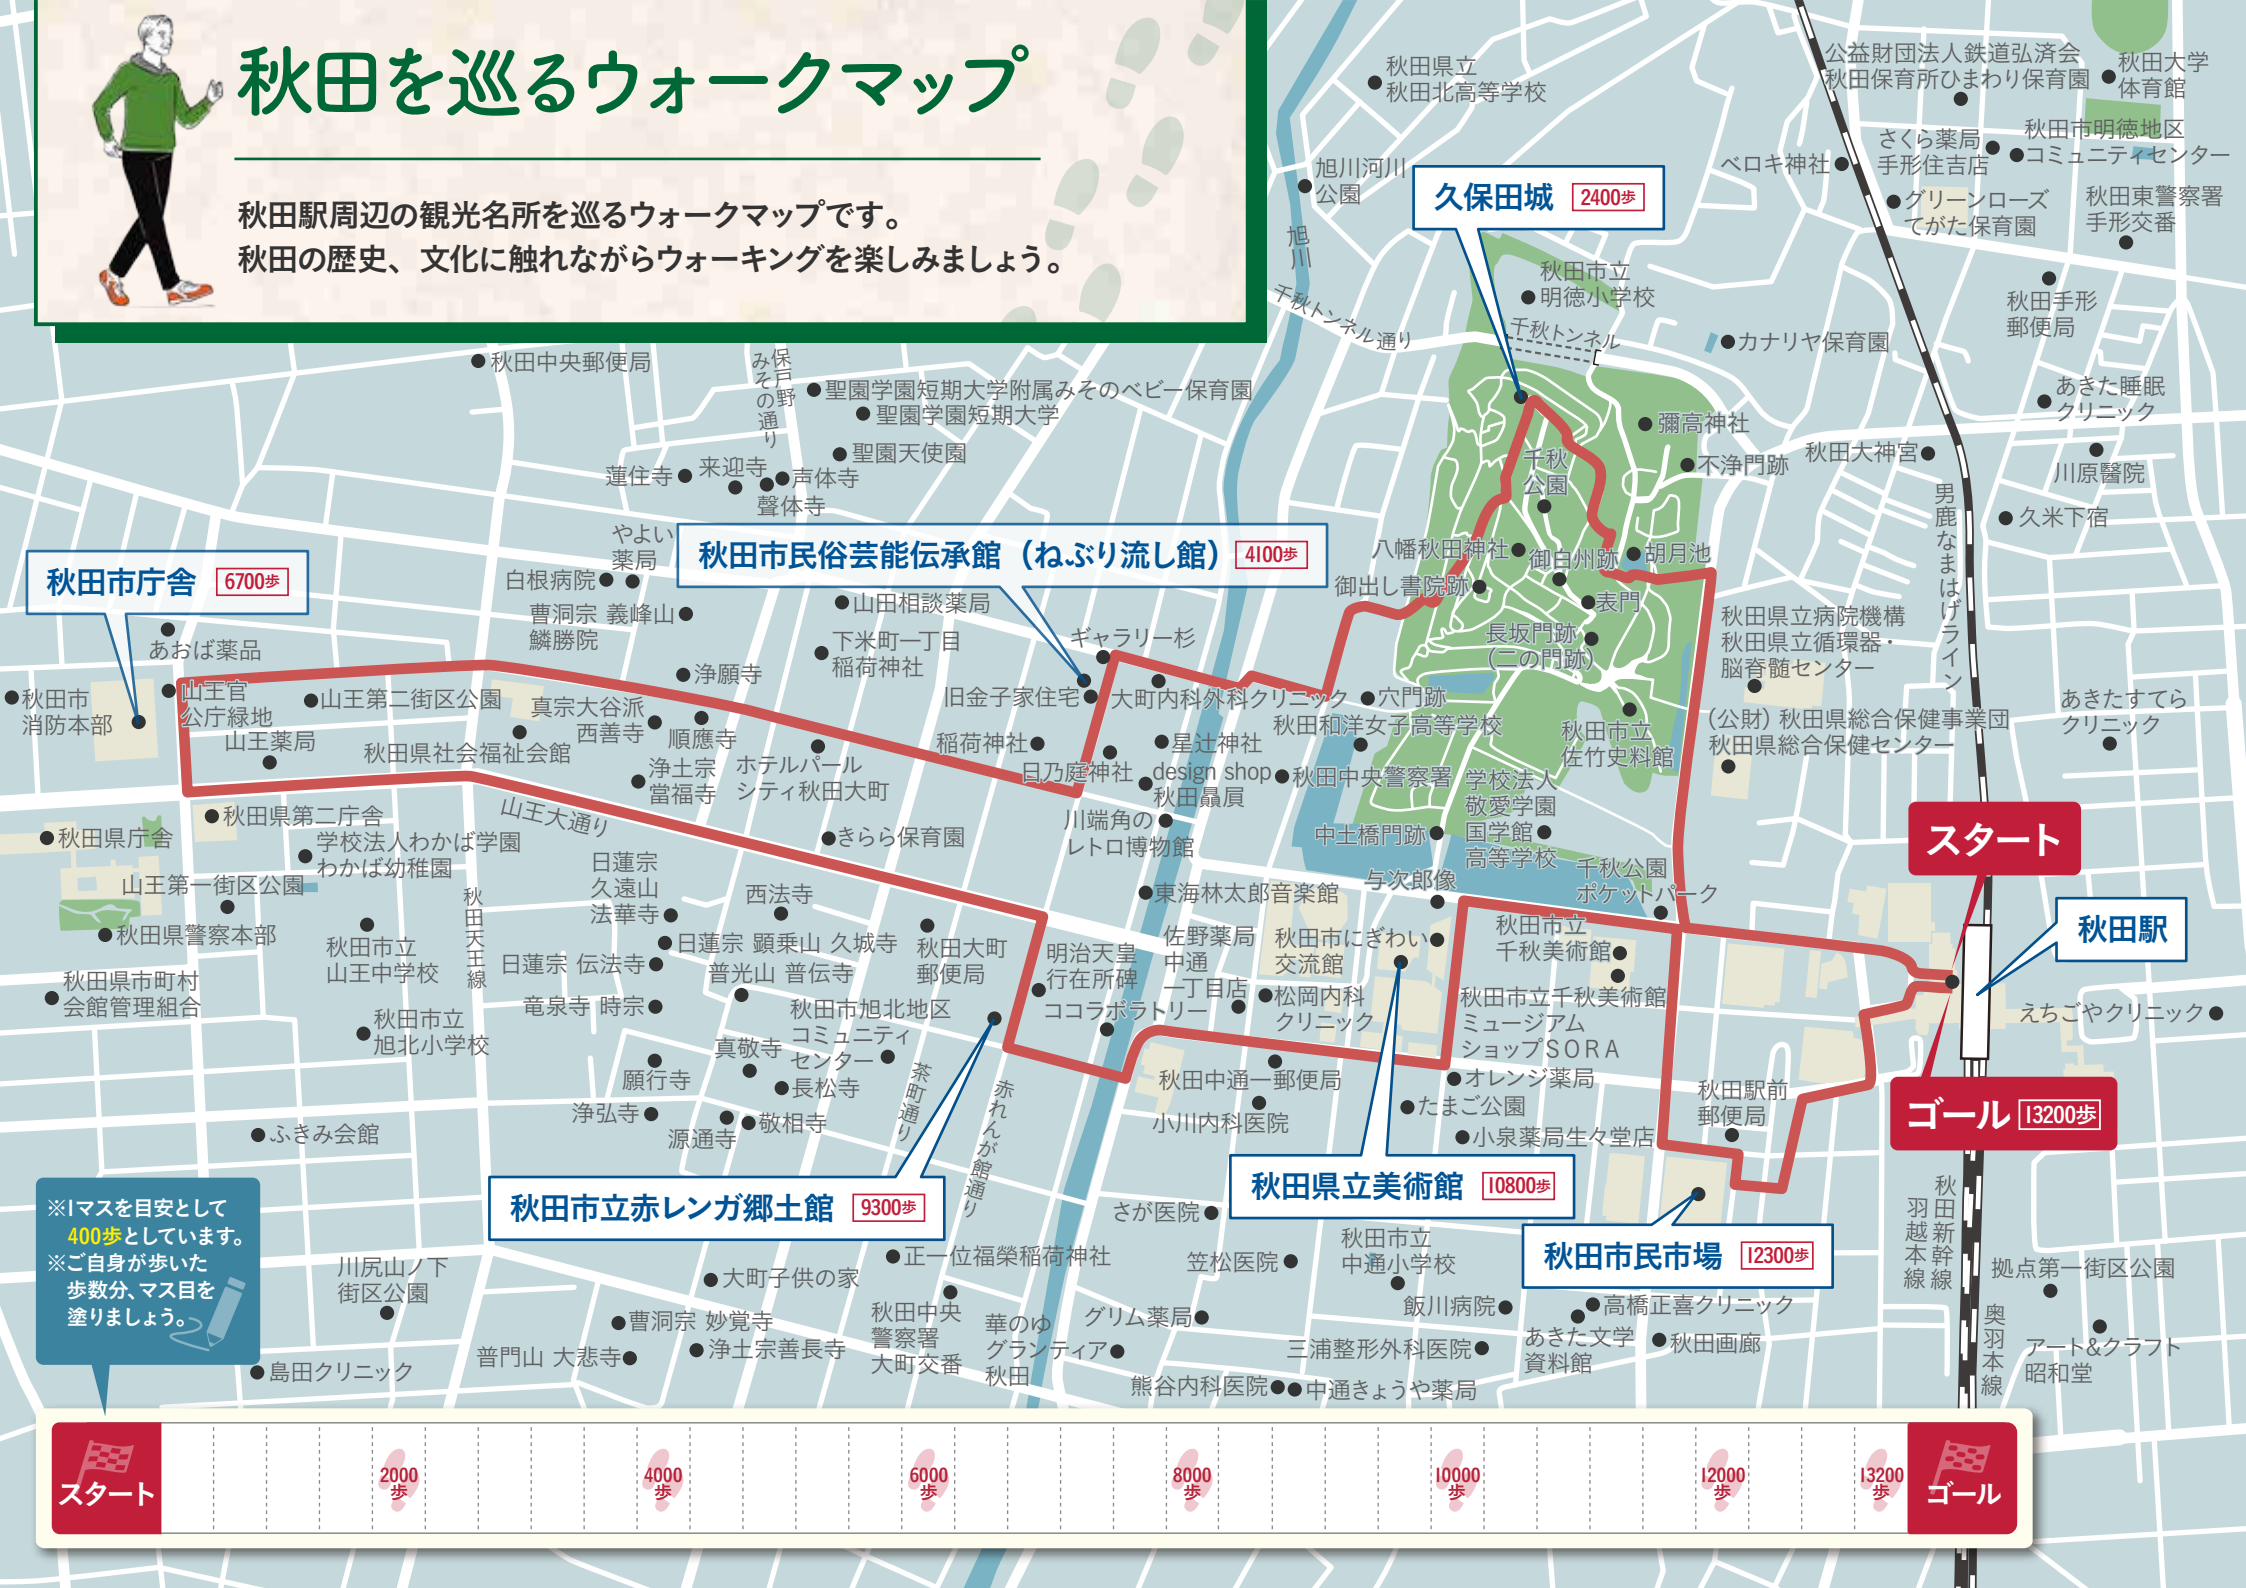 秋田を巡るウォークマップ
秋田駅周辺の観光名所を巡るウォークマップです。
秋田の歴史、文化に触れながらウォーキングを楽しみましょう。
秋田県立
秋田北高等学校
公益財団法人鉄道弘済会
秋田保育所ひまわり保育園
秋田大学
体育館
さくら薬局
手形住吉店
秋田市明徳地区
コミュニティセンター
ベロキ神社
グリーンローズ
てがた保育園
秋田東警察署
手形交番
旭川河川
公園
久保田城 2400歩
旭川
秋田市立
明徳小学校
秋田手形
郵便局
千秋トンネル通り
千秋トンネル
カナリヤ保育園
秋田中央郵便局
保戸野
みその通り
聖園学園短期大学附属みそのベビー保育園
聖園学園短期大学
聖園天使園
あきた睡眠
クリニック
彌高神社
不浄門跡
秋田大神宮
川原醫院
蓮住寺
来迎寺
声体寺
聲体寺
千秋
公園
男鹿なまはげライン
久米下宿
やよい
薬局
秋田市民俗芸能伝承館（ねぶり流し館） 4100歩
八幡秋田神社
御白州跡
胡月池
秋田市庁舎 6700歩
白根病院
御出し書院跡
表門
曹洞宗 義峰山
鱗勝院
山田相談薬局
秋田県立病院機構
秋田県立循環器・
脳脊髄センター
あおば薬品
下米町一丁目
稲荷神社
ギャラリー杉
長坂門跡
（二の門跡）
浄願寺
秋田市
消防本部
山王官
公庁緑地
山王第二街区公園
真宗大谷派
西善寺
順應寺
旧金子家住宅
大町内科外科クリニック
穴門跡
秋田和洋女子高等学校
秋田市立
佐竹史料館
(公財) 秋田県総合保健事業団
秋田県総合保健センター
あきたすてら
クリニック
山王薬局
秋田県社会福祉会館
稲荷神社
星辻神社
浄土宗
當福寺
ホテルパール
シティ秋田大町
日乃庭神社
design shop
秋田贔屓
秋田中央警察署
学校法人
敬愛学園
国学館
高等学校
秋田県庁舎
秋田県第二庁舎
学校法人わかば学園
わかば幼稚園
山王大通り
きらら保育園
川端角の
レトロ博物館
中土橋門跡
スタート
山王第一街区公園
日蓮宗
久遠山
法華寺
西法寺
東海林太郎音楽館
与次郎像
千秋公園
ポケットパーク
秋田駅
秋田県警察本部
秋田市立
山王中学校
秋田天王線
日蓮宗 顕乗山 久城寺
日蓮宗 伝法寺
普光山 普伝寺
秋田大町
郵便局
明治天皇
行在所碑
佐野薬局
中通
一丁目店
秋田市にぎわい
交流館
秋田市立
千秋美術館
秋田県市町村
会館管理組合
竜泉寺 時宗
秋田市旭北地区
コミュニティ
センター
ココラボラトリー
松岡内科
クリニック
秋田市立千秋美術館
ミュージアム
ショップSORA
えちごやクリニック
秋田市立
旭北小学校
真敬寺
願行寺
長松寺
茶町通り
赤れんが館通り
秋田中通一郵便局
オレンジ薬局
秋田駅前
郵便局
ゴール 13200歩
浄弘寺
源通寺
敬相寺
小川内科医院
たまご公園
小泉薬局生々堂店
ふきみ会館
秋田市立赤レンガ郷土館 9300歩
秋田県立美術館 10800歩
さが医院
秋田市民市場 12300歩
秋田新幹線
羽越本線
奥羽本線
※1マスを目安として
400歩としています。
※ご自身が歩いた
歩数分、マス目を
塗りましょう。
川尻山ノ下
街区公園
正一位福榮稲荷神社
大町子供の家
笠松医院
秋田市立
中通小学校
拠点第一街区公園
曹洞宗 妙覚寺
秋田中央
警察署
大町交番
華のゆ
グランティア
秋田
グリム薬局
飯川病院
高橋正喜クリニック
あきた文学
資料館
秋田画廊
アート&クラフト
昭和堂
島田クリニック
普門山 大悲寺
浄土宗善長寺
三浦整形外科医院
熊谷内科医院
中通きょうや薬局
スタート
2000
歩
4000
歩
6000
歩
8000
歩
10000
歩
12000
歩
13200
歩
ゴール